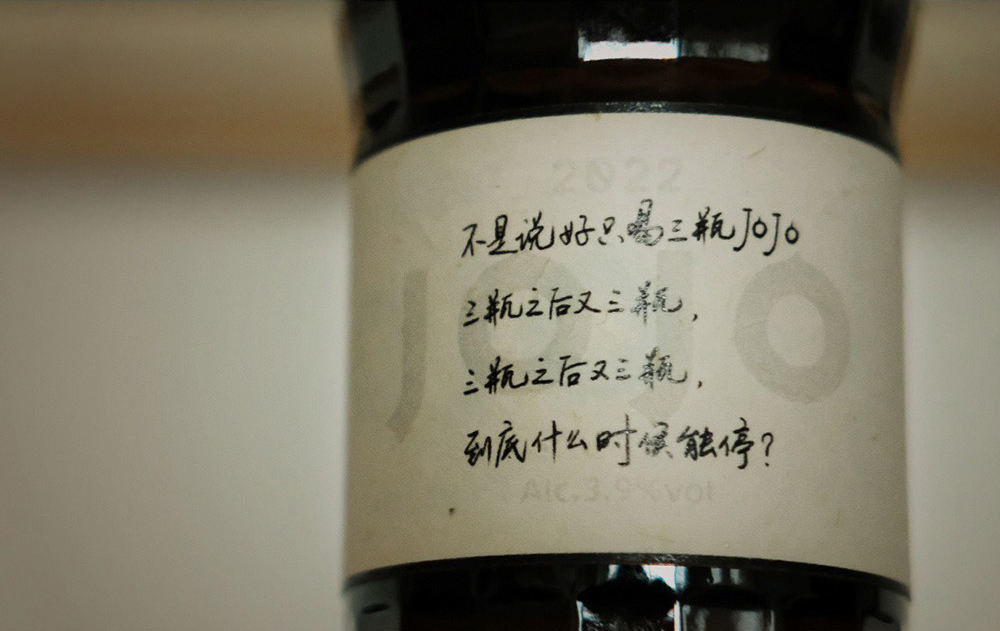 2022
不是说好只喝三瓶JOJO
三瓶之后又三瓶，
三瓶之后又三瓶，
到底什么时候能停？
JOJO
Alc.3.9%vol